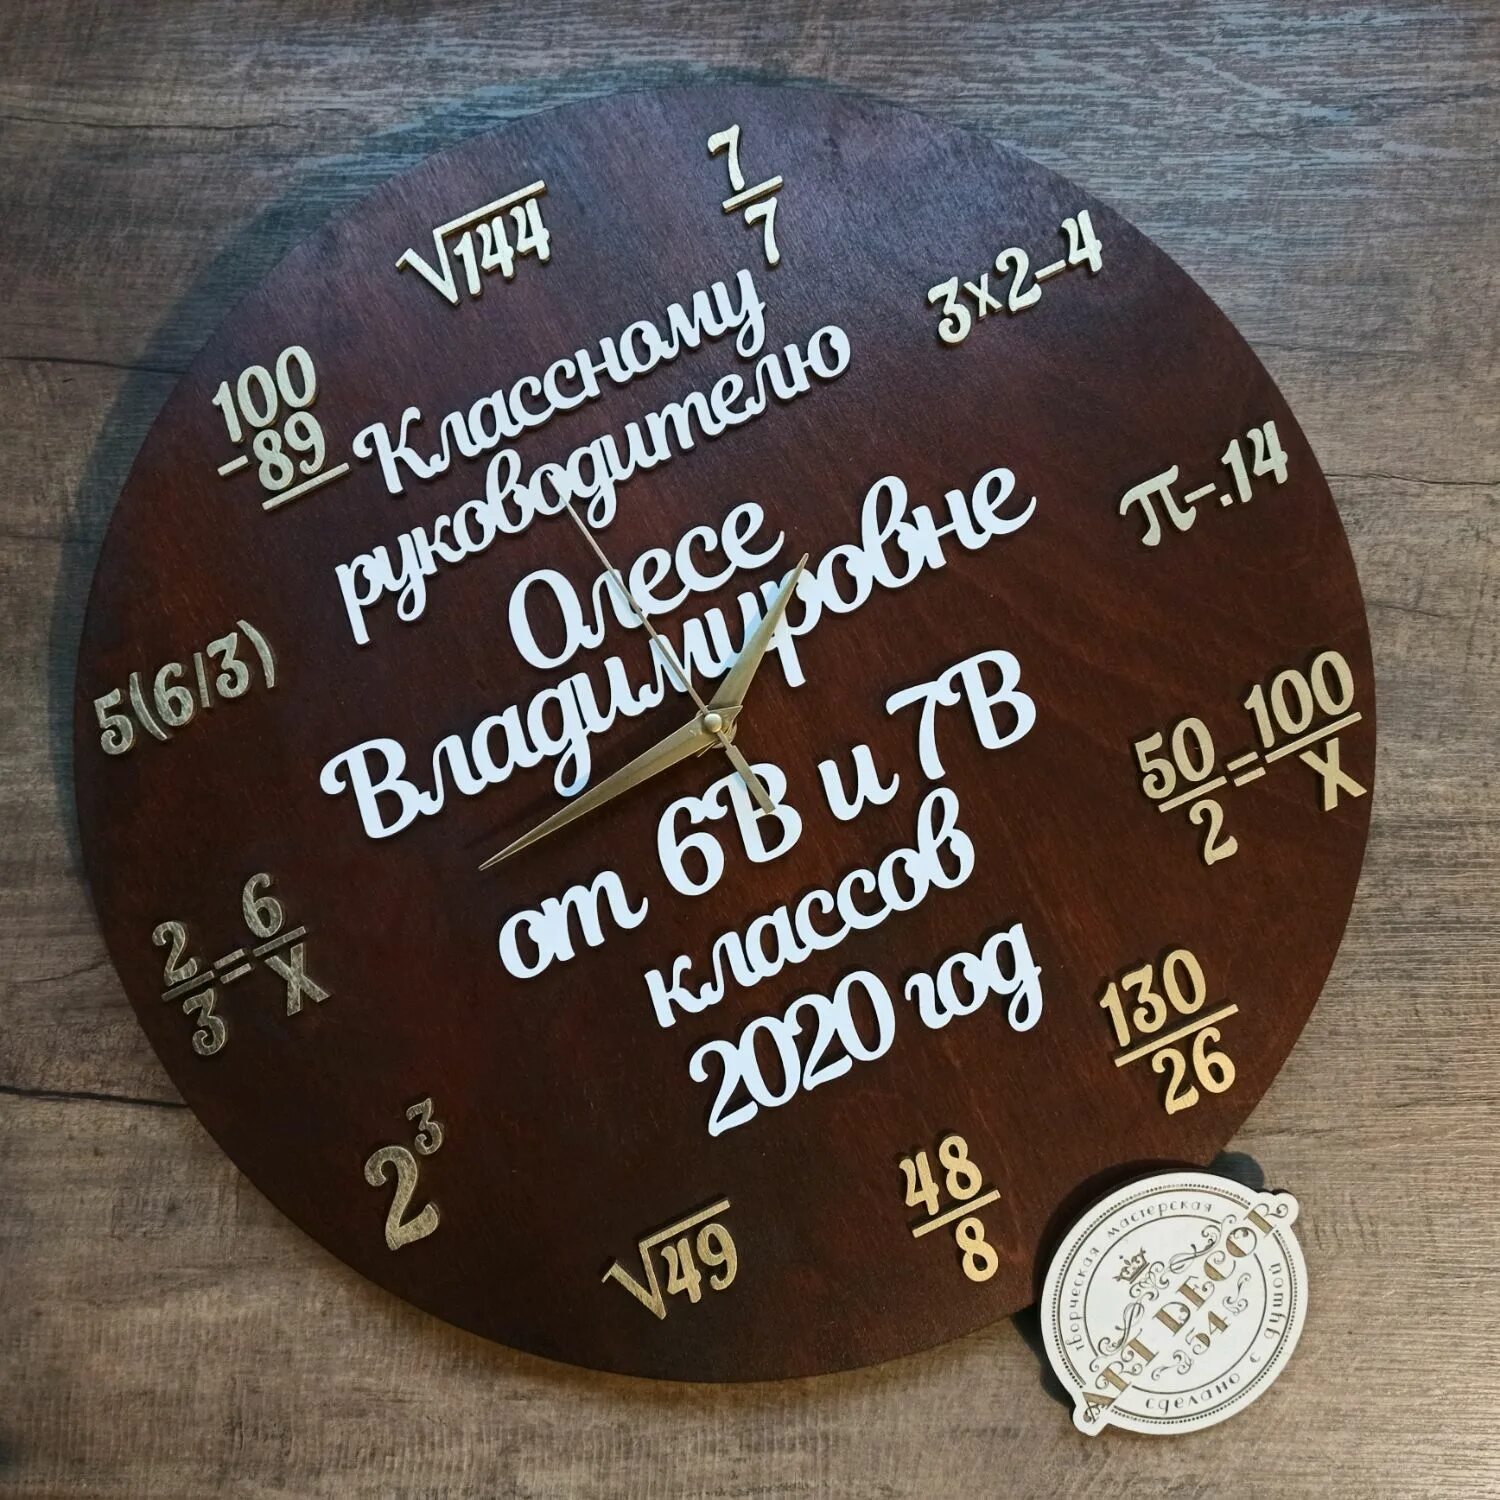 √144
7/7
3x2-4
100
-89
π-.14
5(6/3)
50/2=100/X
2/3=6/X
130/26
2³
48/8
√49
Классному
руководителю
Олесе
Владимировне
от 6В и 7В
классов
2020 год
творческая мастерская
ART DECOR
54
сделано с